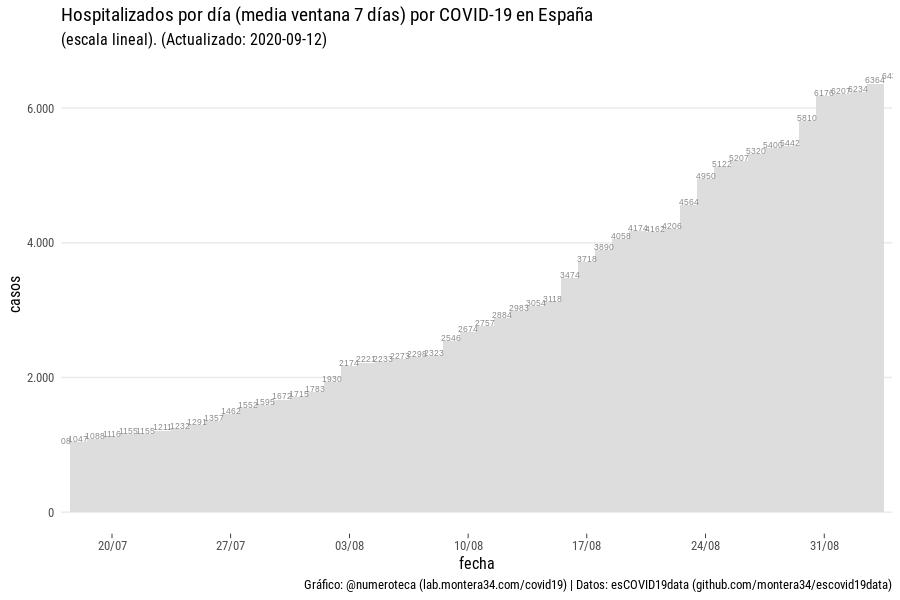 Hospitalizados por día (media ventana 7 días) por COVID-19 en España
(escala lineal). (Actualizado: 2020-09-12)
casos
6.000
4.000
2.000
0
1047 1088 1116 1155 1155 1211 1232 1291 1357 1462 1552 1595 1672 1715 1783 1930 2174 2221 2233 2273 2298 2323 2546 2674 2757 2884 2983 3054 3118 3474 3718 3890 4058 4174 4162 4206 4564 4950 5122 5207 5320 5400 5442 5810 6176 6207 6234 6364
20/07 27/07 03/08 10/08 17/08 24/08 31/08
fecha
Gráfico: @numeroteca (lab.montera34.com/covid19) | Datos: esCOVID19data (github.com/montera34/escovid19data)